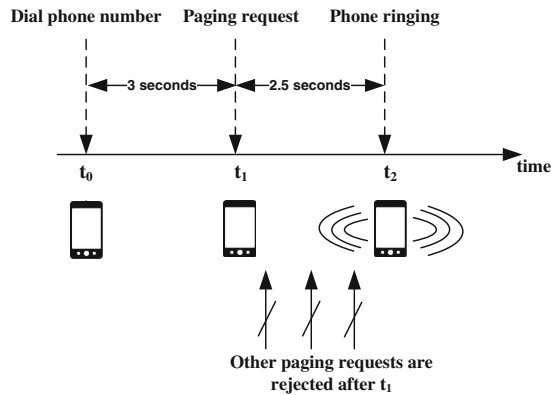 Dial phone number Paging request Phone ringing
3 seconds 2.5 seconds
time
t₀ t₁ t₂
Other paging requests are
rejected after t₁